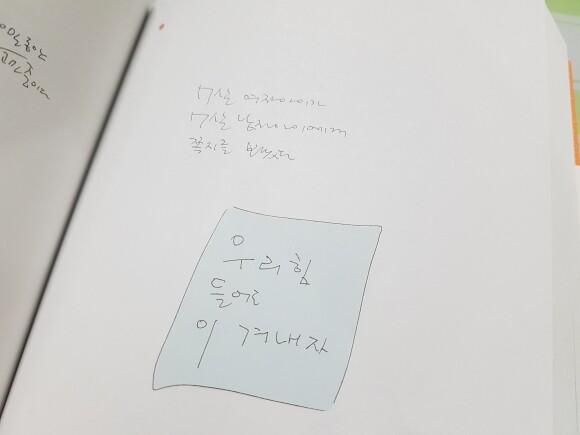 7살 여자아이가
7살 남자아이에게
쪽지를 보냈다
우리 힘
들어도
이 겨내자